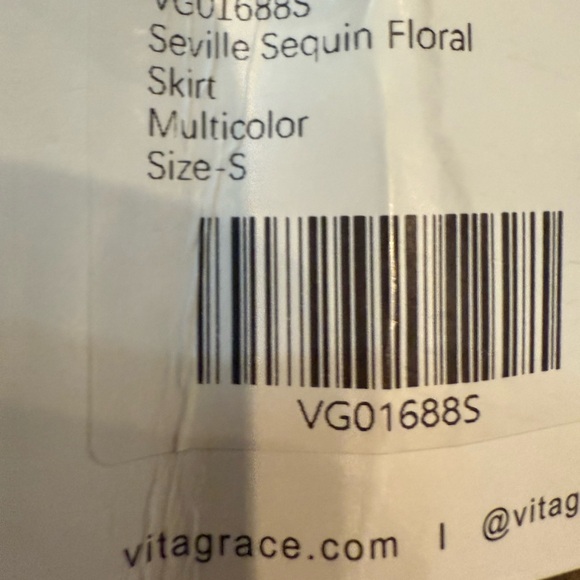 VG01688S
Seville Sequin Floral
Skirt
Multicolor
Size-S
VG01688S
vitagrace.com | @vitag